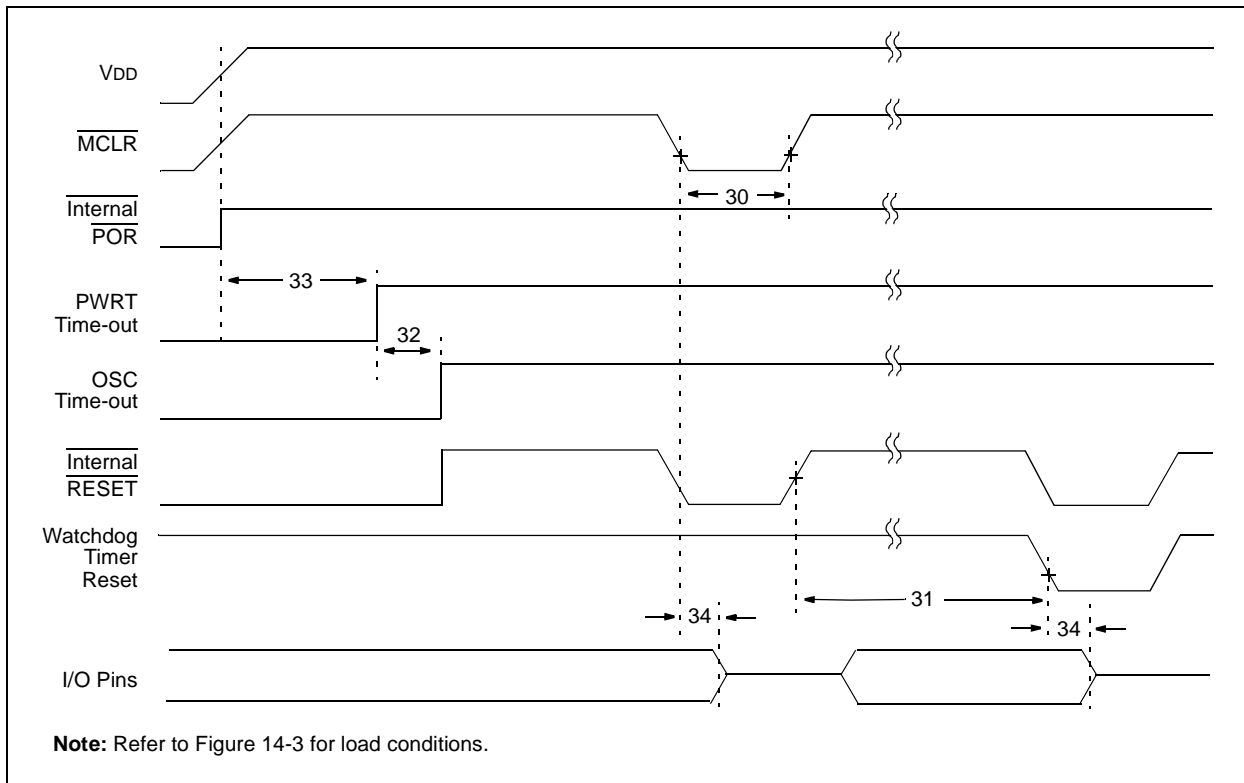 VDD
MCLR
30
Internal
POR
33
PWRT
Time-out
32
OSC
Time-out
Internal
RESET
Watchdog
Timer
Reset
31
34
34
I/O Pins
Note: Refer to Figure 14-3 for load conditions.